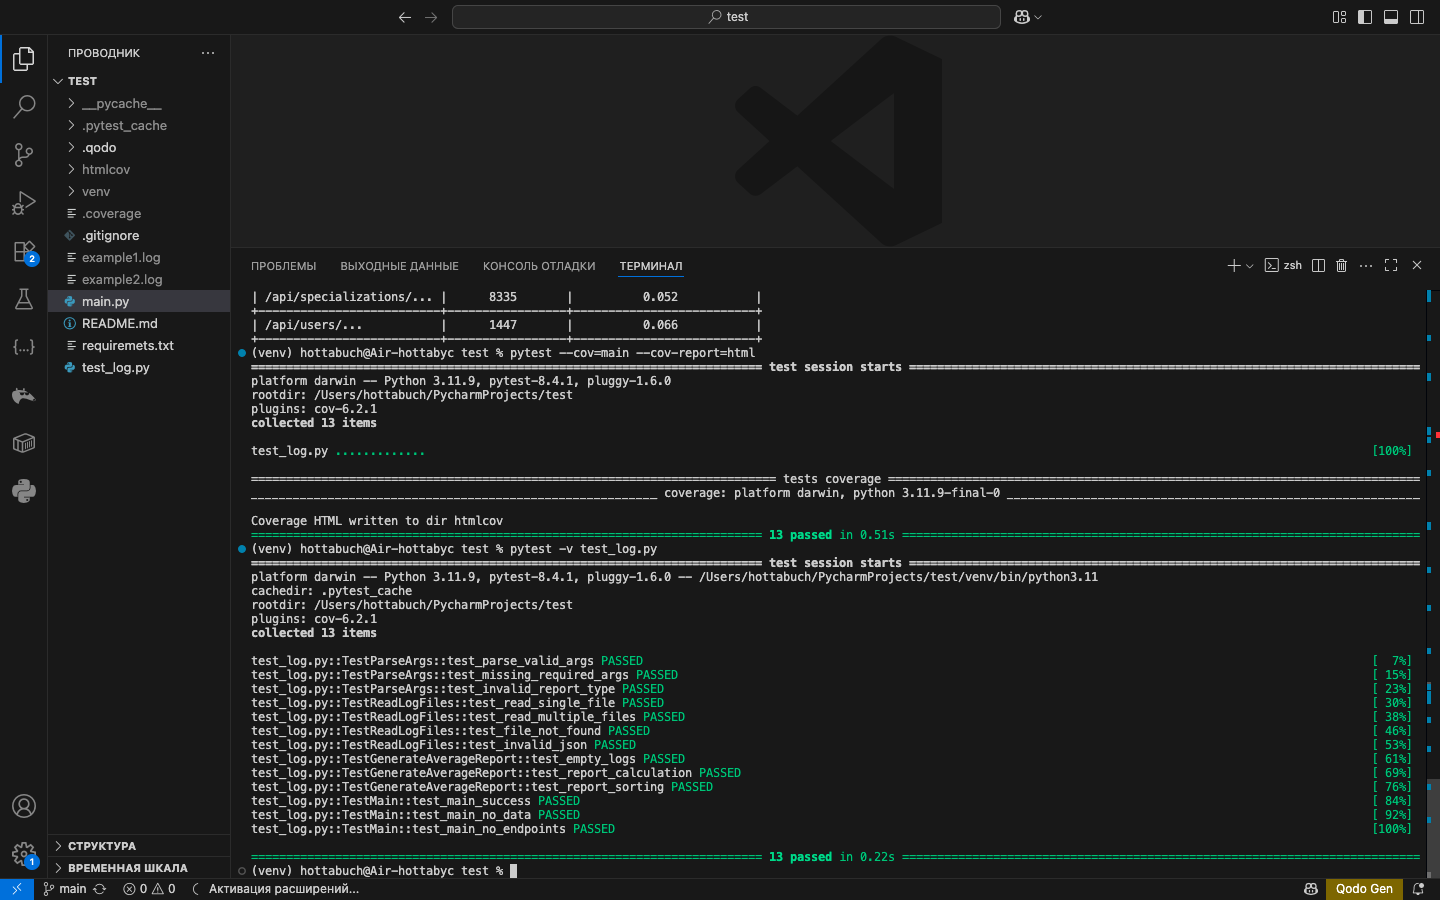 test
ПРОВОДНИК
TEST
__pycache__
.pytest_cache
.qodo
htmlcov
venv
.coverage
.gitignore
example1.log
example2.log
main.py
README.md
requiremets.txt
test_log.py
СТРУКТУРА
ВРЕМЕННАЯ ШКАЛА
2
1
ПРОБЛЕМЫ ВЫХОДНЫЕ ДАННЫЕ КОНСОЛЬ ОТЛАДКИ ТЕРМИНАЛ zsh
| /api/specializations/... | 8335 | 0.052 |
+--------------------------+-----------------+--------------------------+
| /api/users/... | 1447 | 0.066 |
+--------------------------+-----------------+--------------------------+
(venv) hottabuch@Air-hottabyc test % pytest --cov=main --cov-report=html
=== test session starts ===
platform darwin -- Python 3.11.9, pytest-8.4.1, pluggy-1.6.0
rootdir: /Users/hottabuch/PycharmProjects/test
plugins: cov-6.2.1
collected 13 items
test_log.py ............. [100%]
=== tests coverage ===
___ coverage: platform darwin, python 3.11.9-final-0 ___
Coverage HTML written to dir htmlcov
=== 13 passed in 0.51s ===
(venv) hottabuch@Air-hottabyc test % pytest -v test_log.py
=== test session starts ===
platform darwin -- Python 3.11.9, pytest-8.4.1, pluggy-1.6.0 -- /Users/hottabuch/PycharmProjects/test/venv/bin/python3.11
cachedir: .pytest_cache
rootdir: /Users/hottabuch/PycharmProjects/test
plugins: cov-6.2.1
collected 13 items
test_log.py::TestParseArgs::test_parse_valid_args PASSED [ 7%]
test_log.py::TestParseArgs::test_missing_required_args PASSED [ 15%]
test_log.py::TestParseArgs::test_invalid_report_type PASSED [ 23%]
test_log.py::TestReadLogFiles::test_read_single_file PASSED [ 30%]
test_log.py::TestReadLogFiles::test_read_multiple_files PASSED [ 38%]
test_log.py::TestReadLogFiles::test_file_not_found PASSED [ 46%]
test_log.py::TestReadLogFiles::test_invalid_json PASSED [ 53%]
test_log.py::TestGenerateAverageReport::test_empty_logs PASSED [ 61%]
test_log.py::TestGenerateAverageReport::test_report_calculation PASSED [ 69%]
test_log.py::TestGenerateAverageReport::test_report_sorting PASSED [ 76%]
test_log.py::TestMain::test_main_success PASSED [ 84%]
test_log.py::TestMain::test_main_no_data PASSED [ 92%]
test_log.py::TestMain::test_main_no_endpoints PASSED [100%]
=== 13 passed in 0.22s ===
(venv) hottabuch@Air-hottabyc test %
main 0 0 Активация расширений... Qodo Gen